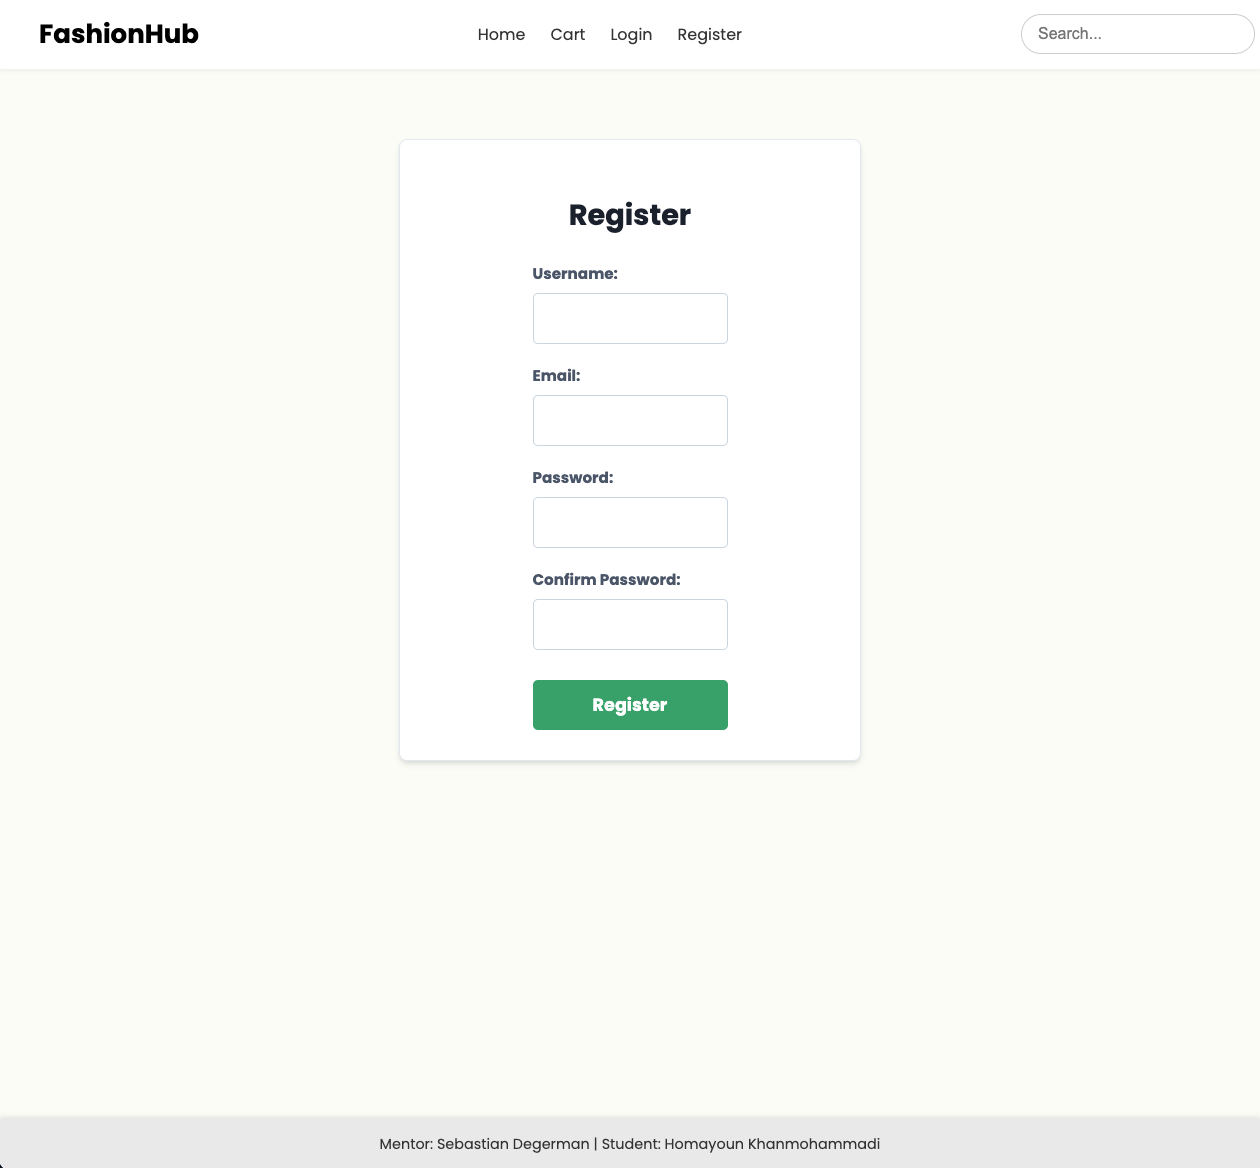 FashionHub
Home Cart Login Register
Search...
Register
Username:
Email:
Password:
Confirm Password:
Register
Mentor: Sebastian Degerman | Student: Homayoun Khanmohammadi